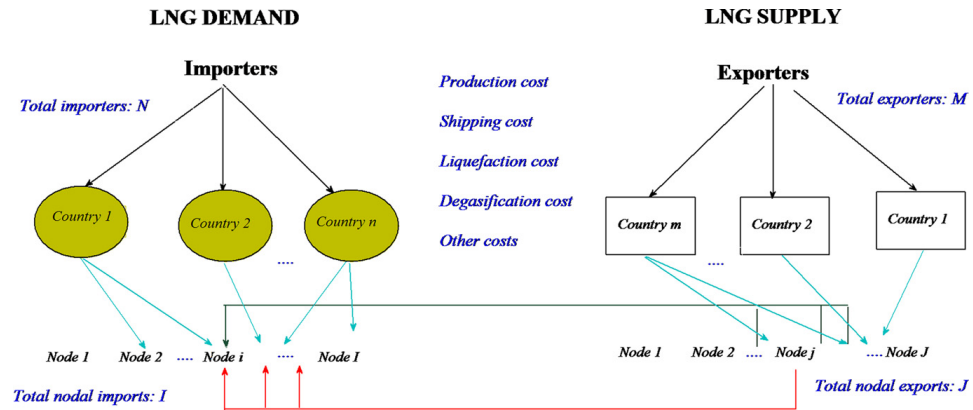 LNG DEMAND
LNG SUPPLY
Importers
Exporters
Total importers: N
Total exporters: M
Production cost
Shipping cost
Liquefaction cost
Degasification cost
Other costs
Country 1
Country 2
....
Country n
Country m
....
Country 2
Country 1
Node 1
Node 2
....
Node i
....
Node I
Node 1
Node 2
....
Node j
....
Node J
Total nodal imports: I
Total nodal exports: J